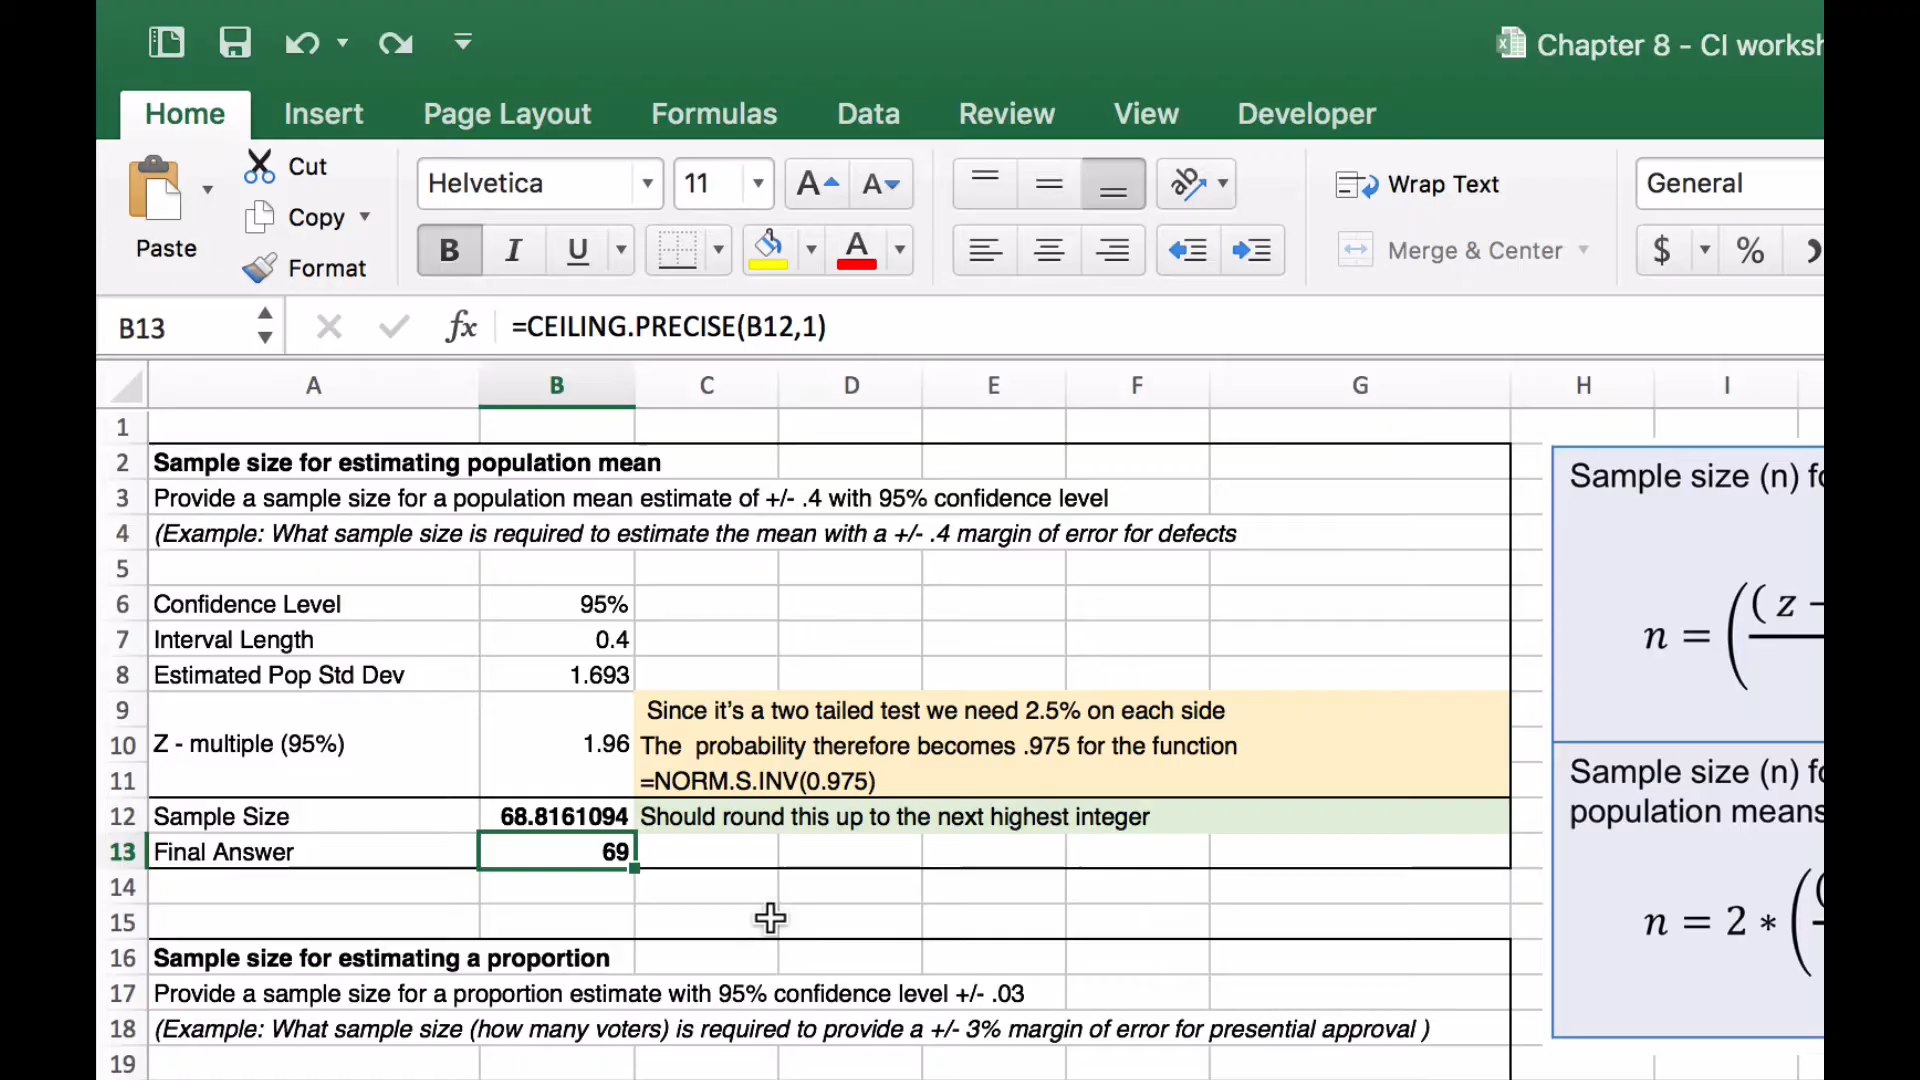 Chapter 8 - CI worksh
Home Insert Page Layout Formulas Data Review View Developer
Paste
Cut
Copy
Format
Helvetica 11
Wrap Text
Merge & Center
General
$ %
B I U A
B13 fx =CEILING.PRECISE(B12,1)
A B C D E F G H I
1
2 Sample size for estimating population mean
3 Provide a sample size for a population mean estimate of +/- .4 with 95% confidence level
4 (Example: What sample size is required to estimate the mean with a +/- .4 margin of error for defects
5
6 Confidence Level 95%
7 Interval Length 0.4
8 Estimated Pop Std Dev 1.693
9 Since it's a two tailed test we need 2.5% on each side
10 Z - multiple (95%) 1.96 The probability therefore becomes .975 for the function
11 =NORM.S.INV(0.975)
12 Sample Size 68.8161094 Should round this up to the next highest integer
13 Final Answer 69
14
15
16 Sample size for estimating a proportion
17 Provide a sample size for a proportion estimate with 95% confidence level +/- .03
18 (Example: What sample size (how many voters) is required to provide a +/- 3% margin of error for presential approval )
19
Sample size (n) fo
n = (( z −
Sample size (n) fo
population means
n = 2 * (